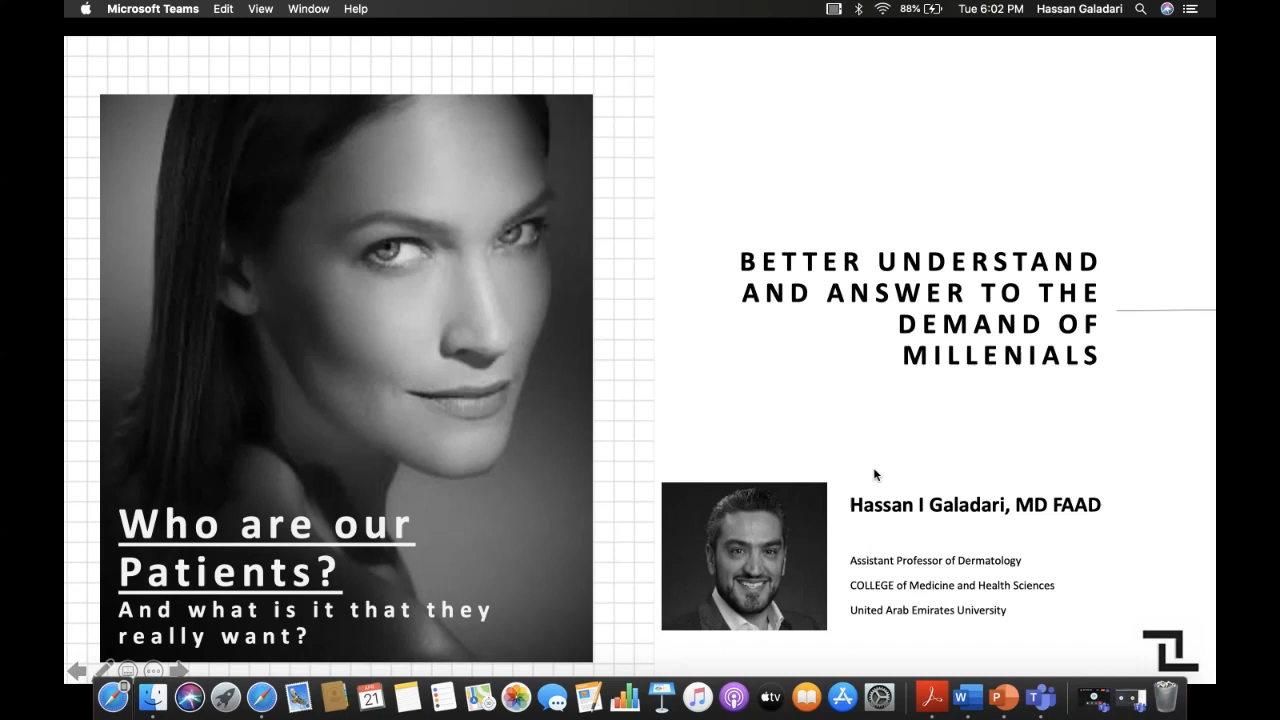 Microsoft Teams Edit View Window Help 88% Tue 6:02 PM Hassan Galadari
BETTER UNDERSTAND
AND ANSWER TO THE
DEMAND OF
MILLENIALS
Who are our
Patients?
And what is it that they
really want?
Hassan I Galadari, MD FAAD
Assistant Professor of Dermatology
COLLEGE of Medicine and Health Sciences
United Arab Emirates University
APR
21
tv